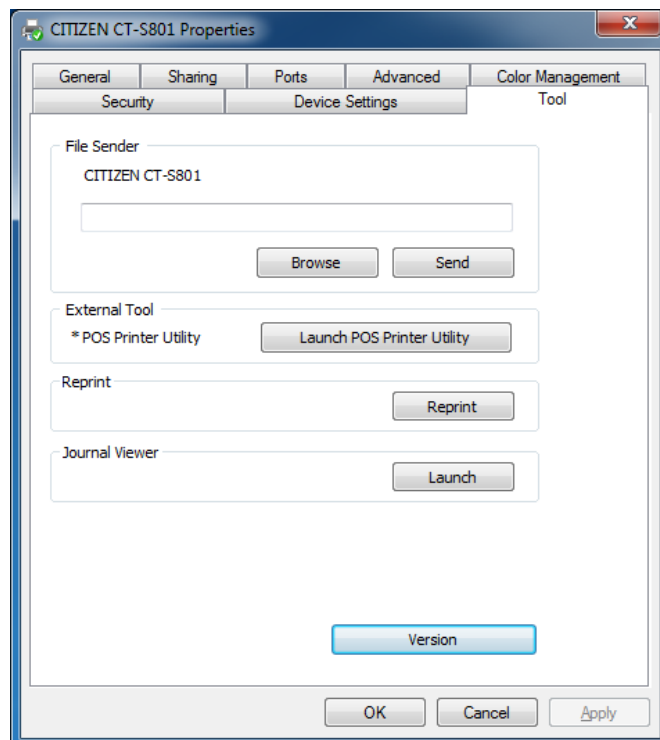 CITIZEN CT-S801 Properties
General Sharing Ports Advanced Color Management
Security Device Settings Tool
File Sender
CITIZEN CT-S801
Browse Send
External Tool
* POS Printer Utility Launch POS Printer Utility
Reprint
Reprint
Journal Viewer
Launch
Version
OK Cancel Apply